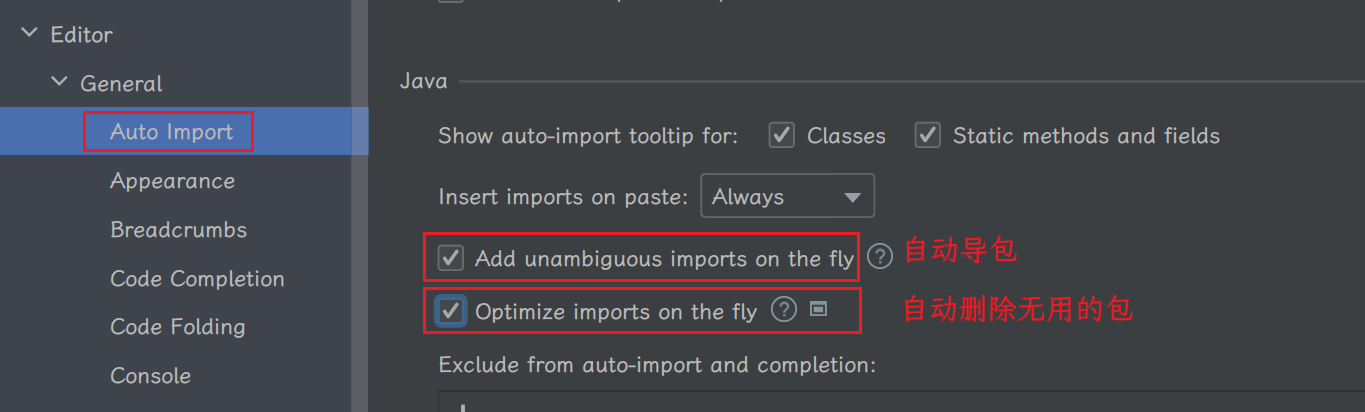 Editor
General
Auto Import
Appearance
Breadcrumbs
Code Completion
Code Folding
Console
Java
Show auto-import tooltip for: Classes Static methods and fields
Insert imports on paste: Always
Add unambiguous imports on the fly 自动导包
Optimize imports on the fly 自动删除无用的包
Exclude from auto-import and completion: